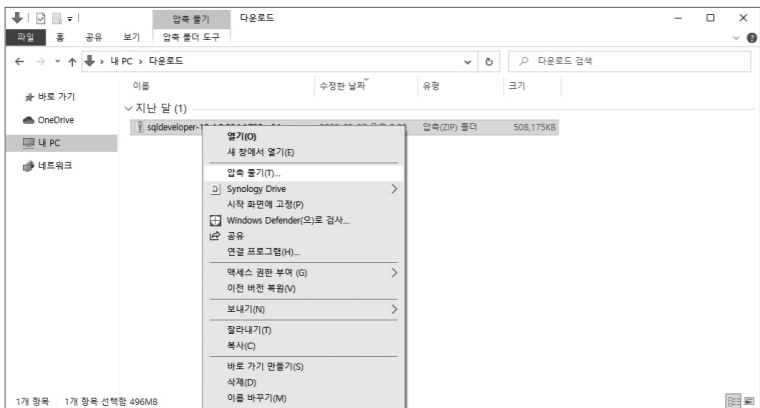 압축 풀기 다운로드
파일 홈 공유 보기 압축 폴더 도구
내 PC > 다운로드
다운로드 검색
이름 수정한 날짜 유형 크기
바로 가기
OneDrive
내 PC
네트워크
지난 달 (1)
압축(ZIP) 폴더 508,175KB
열기(O)
새 창에서 열기(E)
압축 풀기(T)...
Synology Drive
시작 화면에 고정(P)
Windows Defender(으)로 검사...
공유
연결 프로그램(H)...
액세스 권한 부여 (G)
이전 버전 복원(V)
보내기(N)
잘라내기(T)
복사(C)
바로 가기 만들기(S)
삭제(D)
이름 바꾸기(M)
1개 항목 1개 항목 선택함 496MB